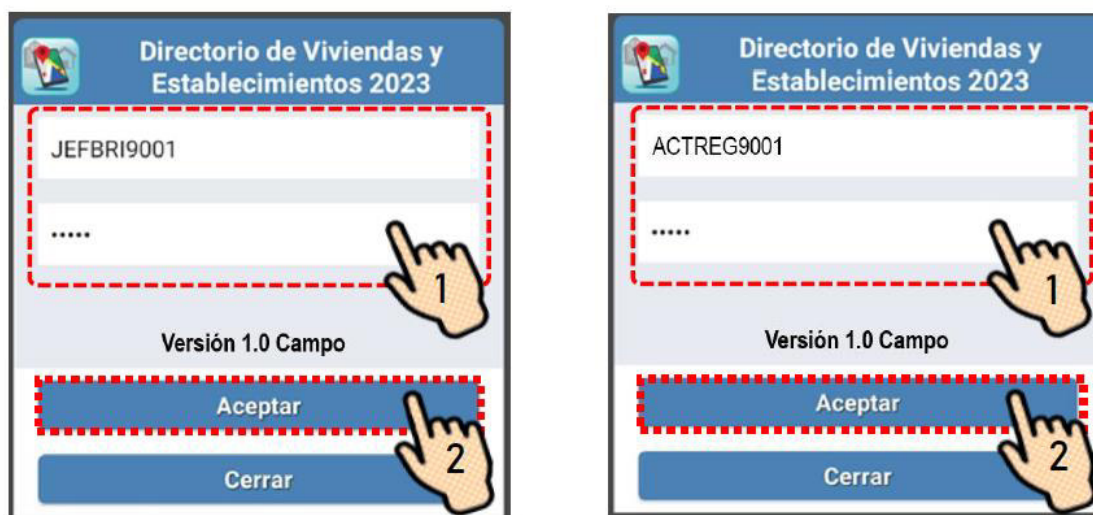 Directorio de Viviendas y
Establecimientos 2023
JEFBRI9001
•••••
1
Versión 1.0 Campo
Aceptar
2
Cerrar
Directorio de Viviendas y
Establecimientos 2023
ACTREG9001
•••••
1
Versión 1.0 Campo
Aceptar
2
Cerrar